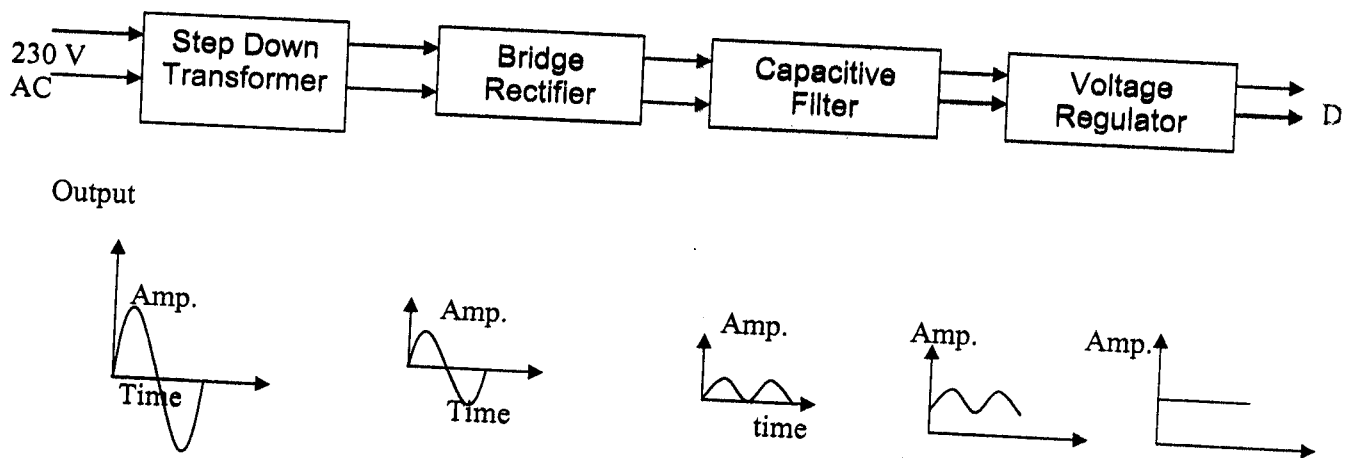 230 V
AC
Step Down
Transformer
Bridge
Rectifier
Capacitive
Filter
Voltage
Regulator
D
Output
Amp.
Time
Amp.
Time
Amp.
time
Amp.
Amp.